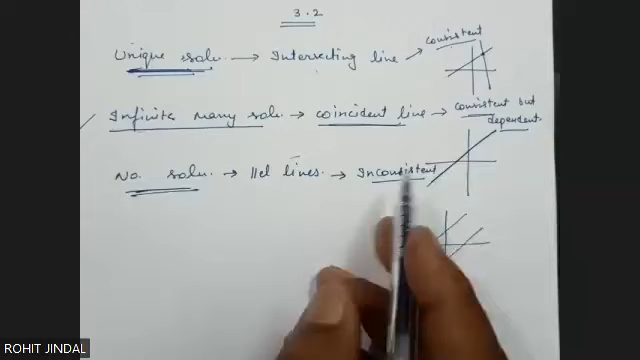 3.2
Unique solu. → Intersecting line → consistent
Infinite many solu. → coincident line → consistent but dependent.
No. solu. → ||el lines. → Inconsistent
ROHIT JINDAL